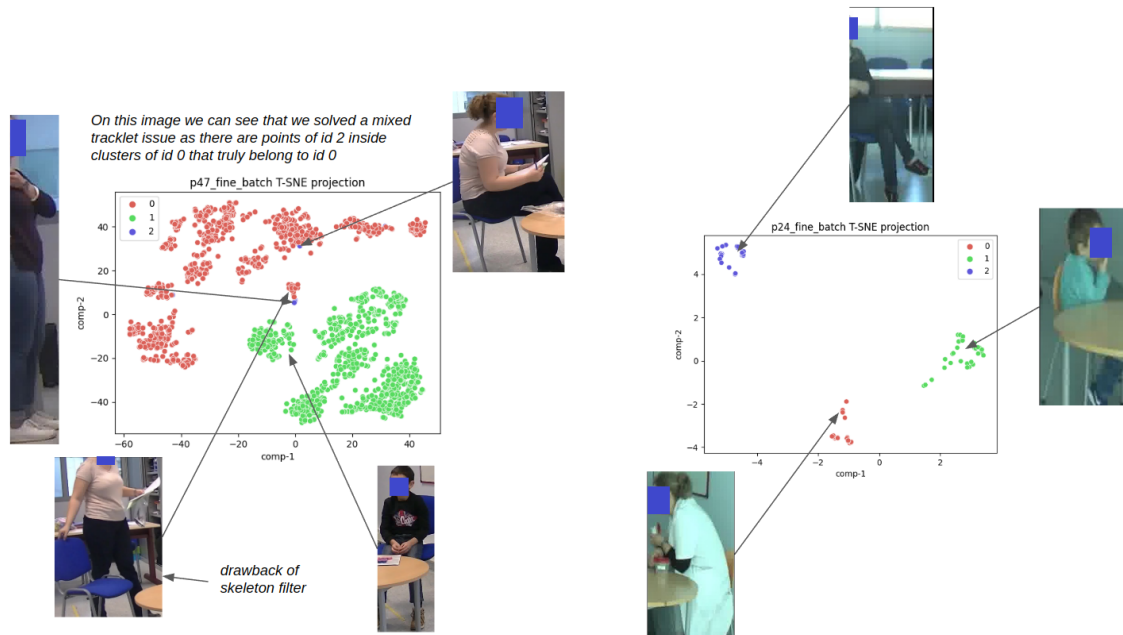 On this image we can see that we solved a mixed
tracklet issue as there are points of id 2 inside
clusters of id 0 that truly belong to id 0
p47_fine_batch T-SNE projection
0
1
2
40
20
0
−20
−40
comp-2
−60
−40
−20
0
20
40
comp-1
drawback of
skeleton filter
p24_fine_batch T-SNE projection
0
1
2
4
2
0
−2
−4
comp-2
−4
−2
0
2
comp-1